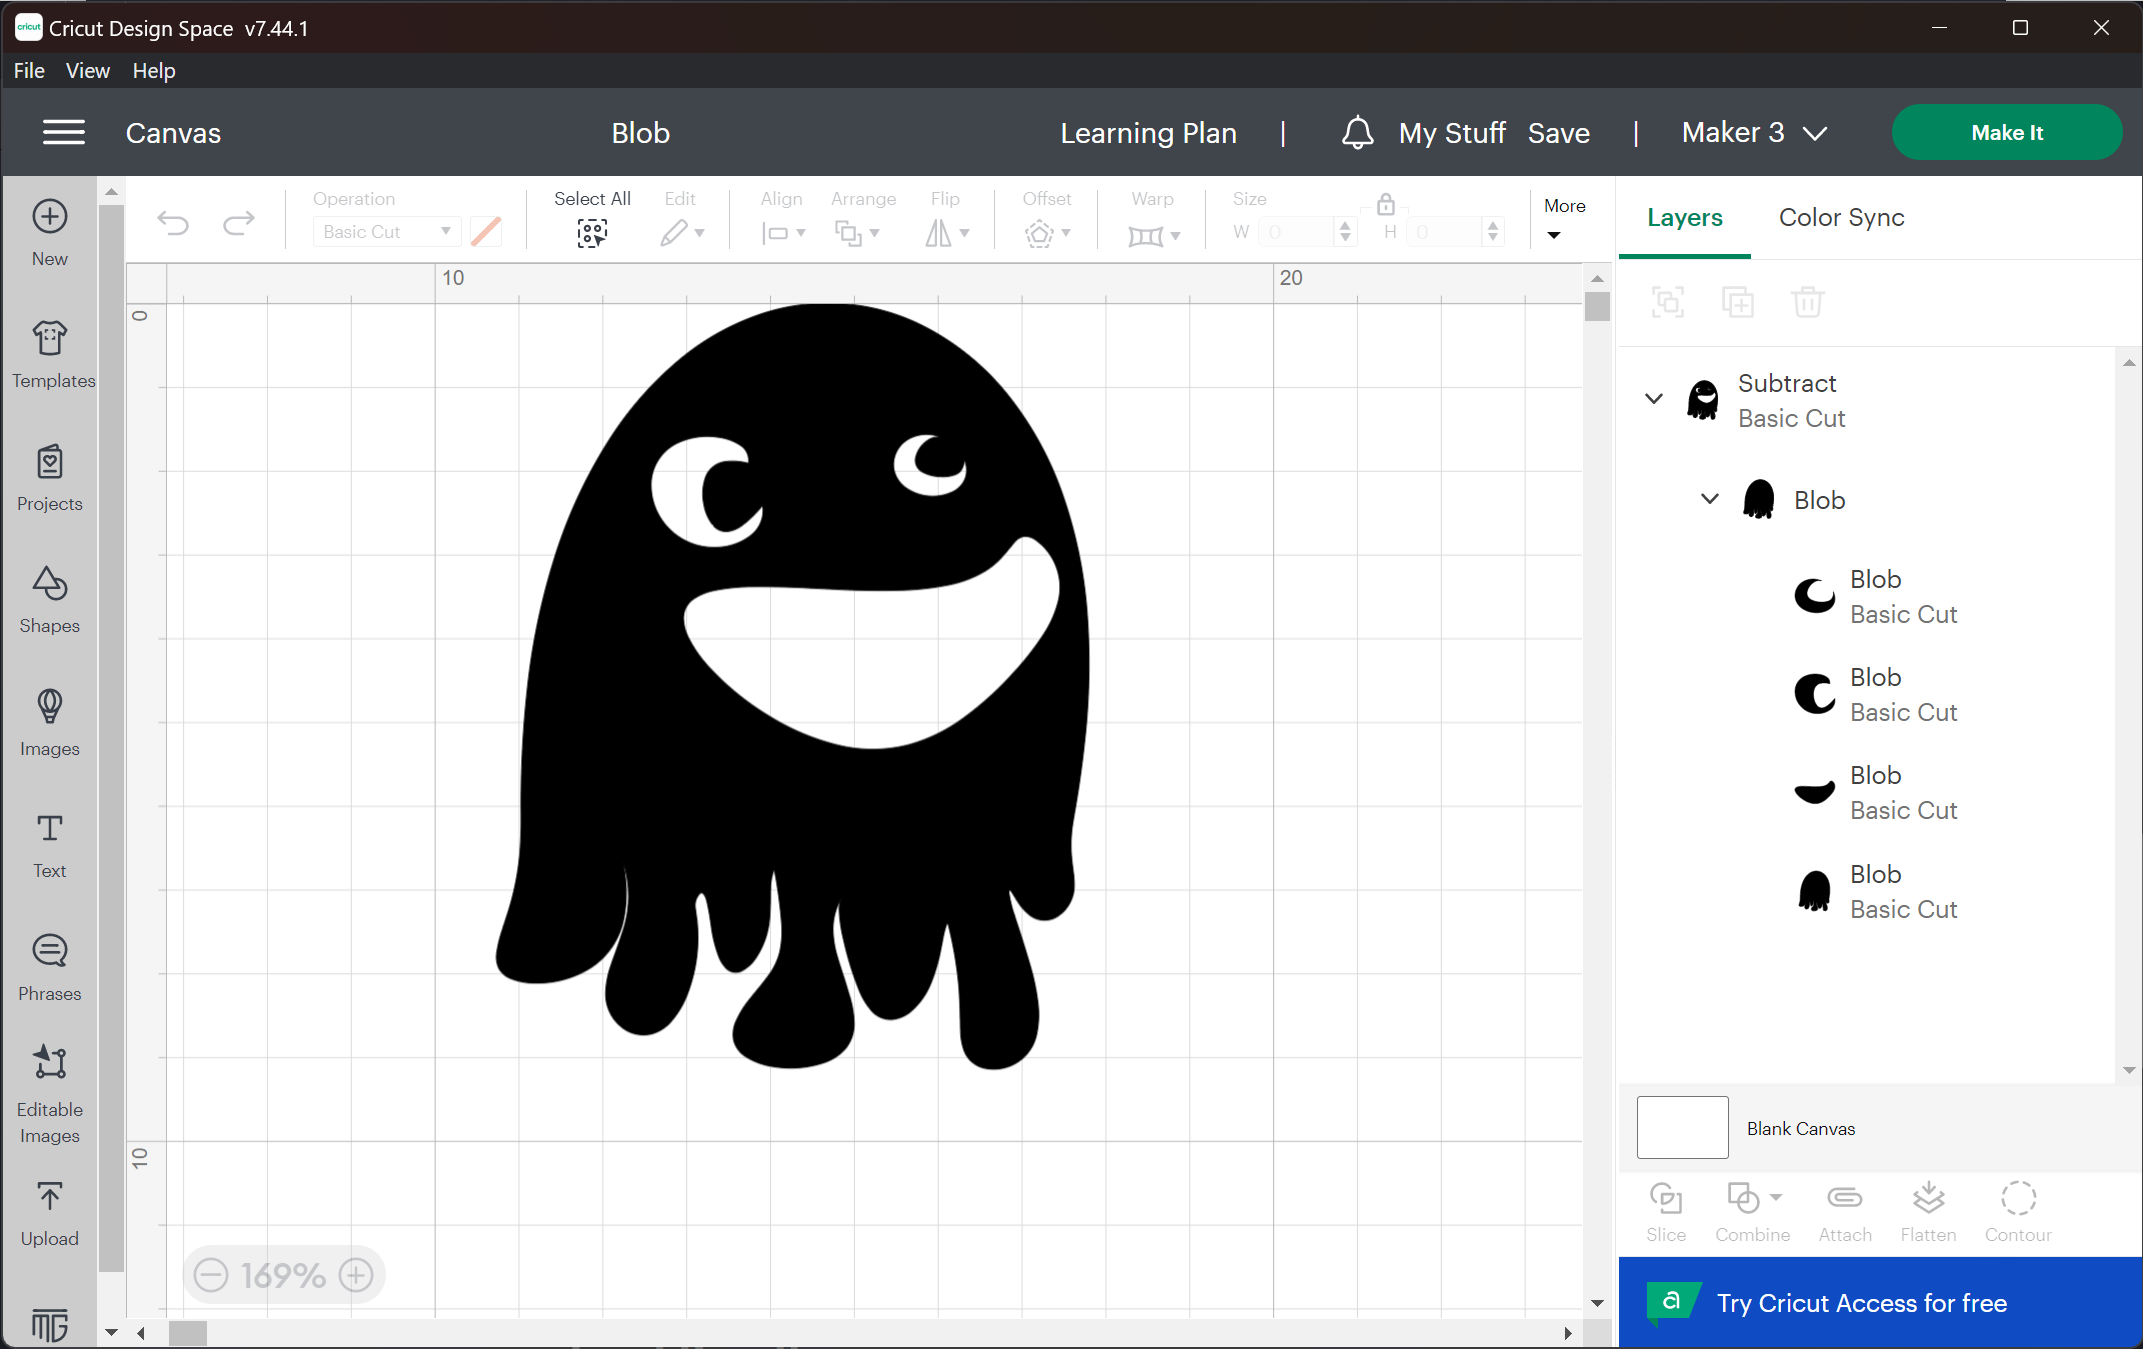 cricut Cricut Design Space v7.44.1
File View Help
Canvas Blob Learning Plan | My Stuff Save | Maker 3 Make It
New
Templates
Projects
Shapes
Images
Text
Phrases
Editable
Images
Upload
Operation Select All Edit Align Arrange Flip Offset Warp Size More
Basic Cut W 0 H 0
10 20
0
10
169%
Layers Color Sync
Subtract
Basic Cut
Blob
Blob
Basic Cut
Blob
Basic Cut
Blob
Basic Cut
Blob
Basic Cut
Blank Canvas
Slice Combine Attach Flatten Contour
a Try Cricut Access for free